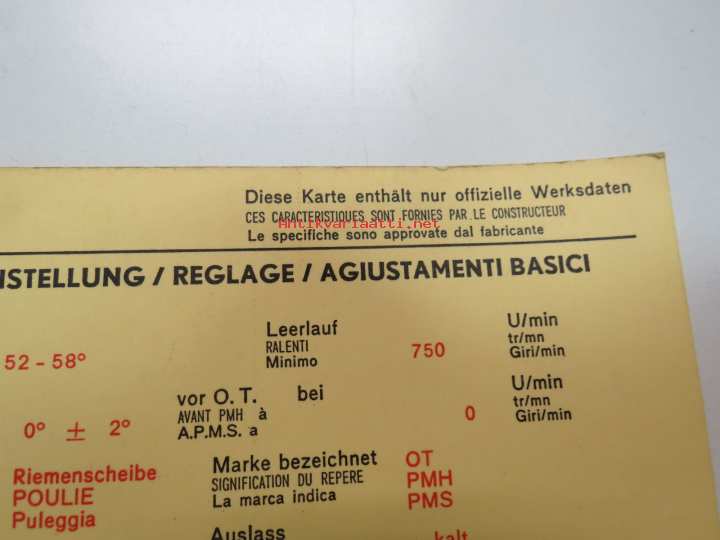 Diese Karte enthält nur offizielle Werksdaten
CES CARACTERISTIQUES SONT FORNIES PAR LE CONSTRUCTEUR
Antikvariaatti.net
Le specifiche sono approvate dal fabricante
NSTELLUNG / REGLAGE / AGIUSTAMENTI BASICI
Leerlauf U/min
RALENTI 750 tr/mn
Minimo Giri/min
52 - 58°
vor O. T. bei U/min
AVANT PMH à tr/mn
A.P.M.S. a 0 Giri/min
0° ± 2°
Riemenscheibe Marke bezeichnet OT
POULIE SIGNIFICATION DU REPERE PMH
Puleggia La marca indica PMS
Auslass kalt